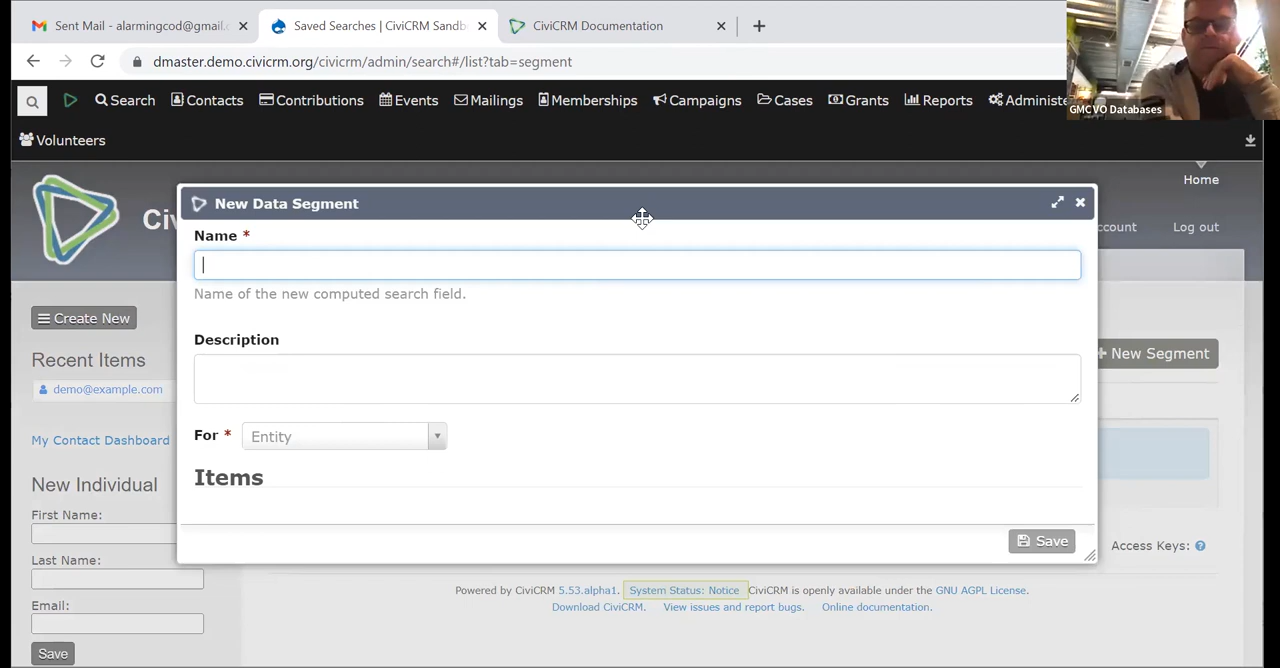 Sent Mail - alarmingcod@gmail.
Saved Searches | CiviCRM Sandb
CiviCRM Documentation
dmaster.demo.civicrm.org/civicrm/admin/search#/list?tab=segment
Search Contacts Contributions Events Mailings Memberships Campaigns Cases Grants Reports Administe
GMCVO Databases
Volunteers
Home
Ci
ccount
Log out
New Data Segment
Name *
Name of the new computed search field.
Description
For * Entity
Items
Save
Create New
Recent Items
demo@example.com
My Contact Dashboard
New Individual
First Name:
Last Name:
Email:
Save
New Segment
Access Keys:
Powered by CiviCRM 5.53.alpha1. System Status: Notice CiviCRM is openly available under the GNU AGPL License.
Download CiviCRM. View issues and report bugs. Online documentation.